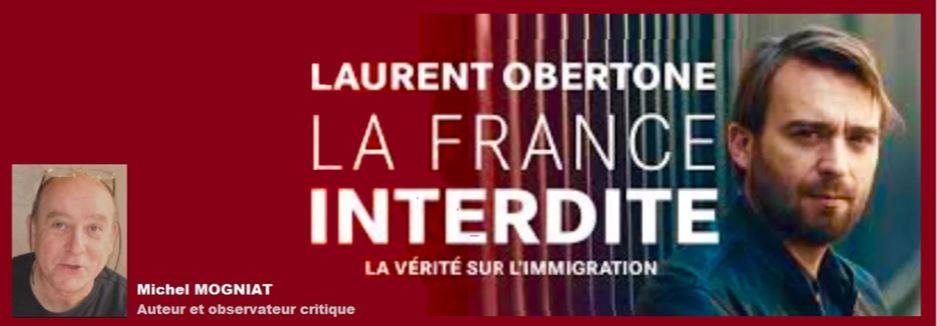 LAURENT OBERTONE
LA FRANCE
INTERDITE
LA VÉRITÉ SUR L'IMMIGRATION
Michel MOGNIAT
Auteur et observateur critique